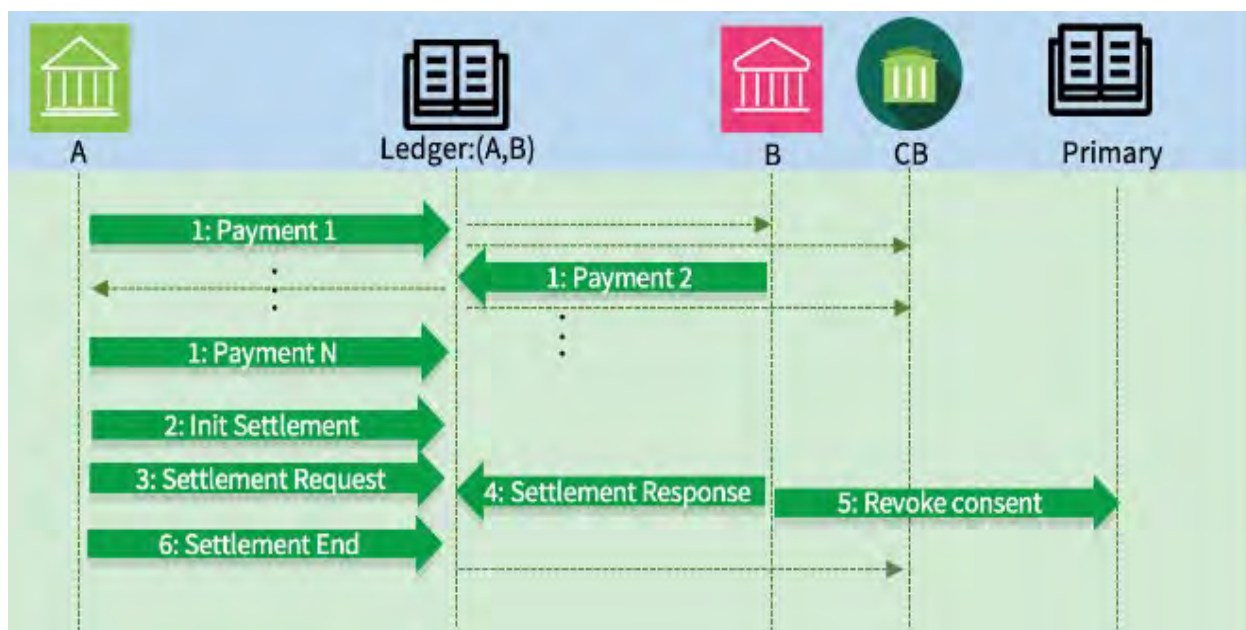 A
Ledger:(A,B)
B
CB
Primary
1: Payment 1
1: Payment 2
1: Payment N
2: Init Settlement
3: Settlement Request
4: Settlement Response
5: Revoke consent
6: Settlement End